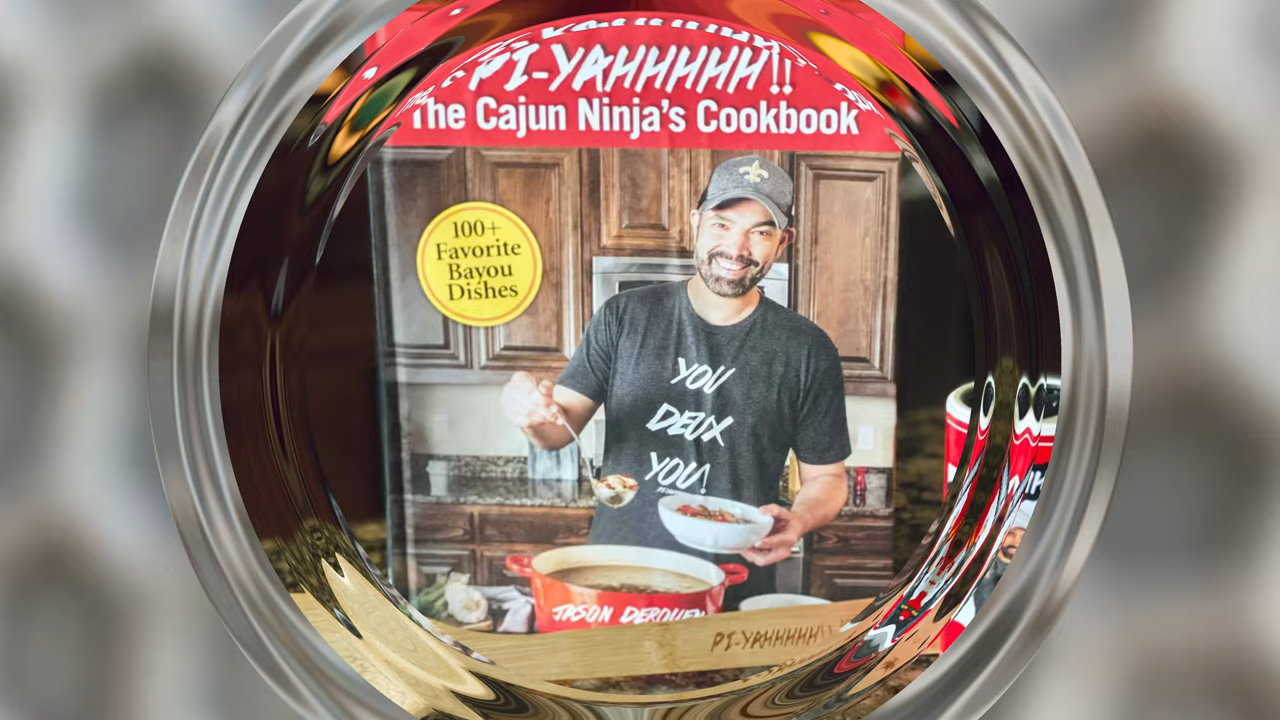 PI-YAHHHHH!!
The Cajun Ninja's Cookbook
100+
Favorite
Bayou
Dishes
YOU
DEUX
YOU!
JASON DEROUEN
PI-YAHHHHH!!